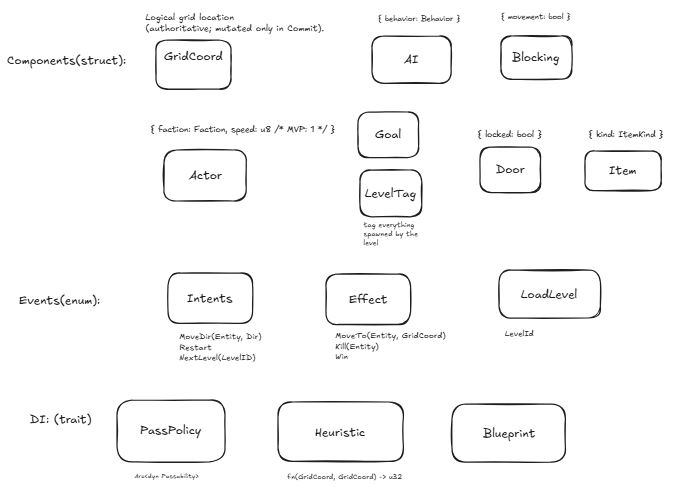 Logical grid location
(authoritative; mutated only in Commit).
{ behavior: Behavior }
{ movement: bool }
Components(struct):
GridCoord
AI
Blocking
{ faction: Faction, speed: u8 /* MVP: 1 */ }
Goal
{ locked: bool }
{ kind: ItemKind }
Actor
Door
Item
LevelTag
tag everything
spawned by the
level
Events(enum):
Intents
Effect
LoadLevel
MoveDir(Entity, Dir)
Restart
NextLevel(LevelID)
MoveTo(Entity, GridCoord)
Kill(Entity)
Win
LevelId
DI: (trait)
PassPolicy
Heuristic
Blueprint
Arc<dyn Passability>
fn(GridCoord, GridCoord) -> u32